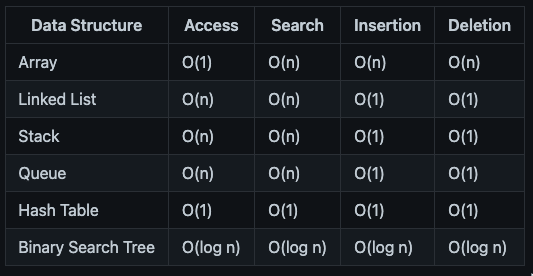 Data Structure Access Search Insertion Deletion
Array O(1) O(n) O(n) O(n)
Linked List O(n) O(n) O(1) O(1)
Stack O(n) O(n) O(1) O(1)
Queue O(n) O(n) O(1) O(1)
Hash Table O(1) O(1) O(1) O(1)
Binary Search Tree O(log n) O(log n) O(log n) O(log n)